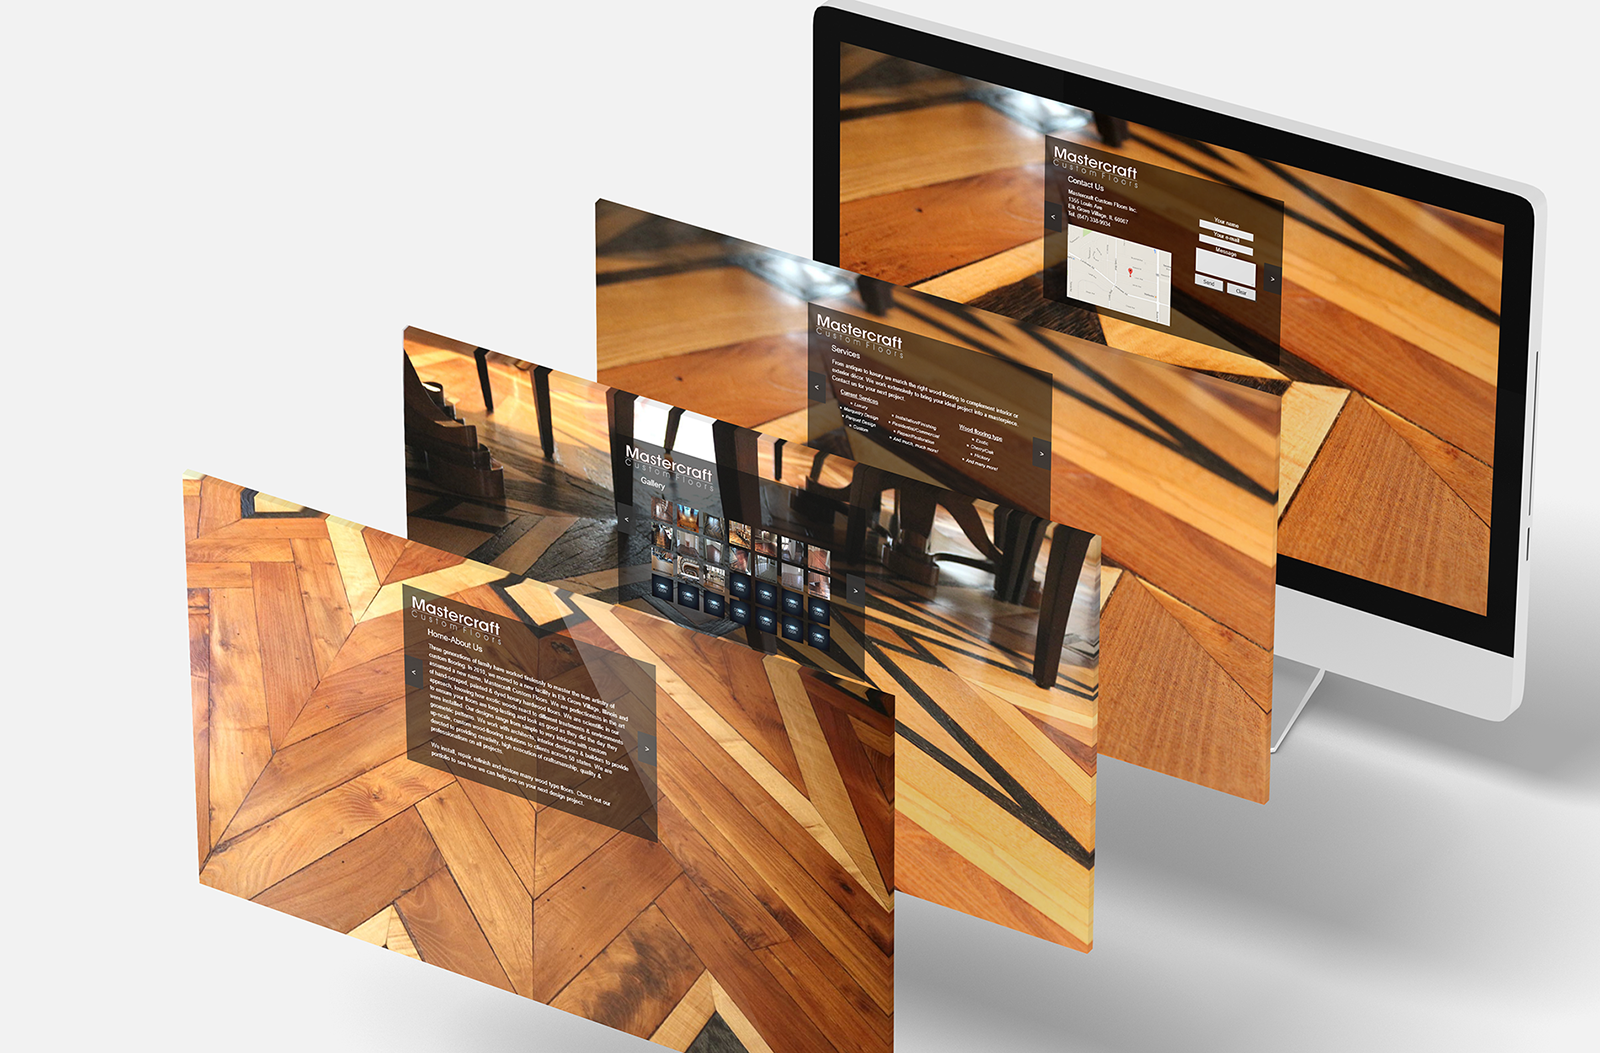 Mastercraft
Custom Floors
Contact Us
Mastercraft Custom Floors Inc.
1355 Louis Ave
Elk Grove Village, IL 60007
Your name
Your e-mail
Message
Send
Clear
<
>
Mastercraft
Custom Floors
Services
From antique to luxury we match the right wood flooring to complement interior or
exterior décor. We work extensively to bring your ideal project into a masterpiece.
Contact us for your next project.
Current Services
Luxury
Marquetry Design
Parquet Design
Custom
Installation/Finishing
Residential/Commercial
Repair/Restoration
And much, much more!
Wood flooring type
Exotic
Cherry/Oak
Hickory
And many more!
<
>
Mastercraft
Custom Floors
Gallery
<
>
Mastercraft
Custom Floors
Home-About Us
Three generations of family have worked tirelessly to master the true artistry of
custom flooring. In 2010, we moved to a new facility in Elk Grove Village, Illinois and
assumed a new name, Mastercraft Custom Floors. We are perfectionists in the art
of hand-scraped, painted & dyed luxury hardwood floors. We are scientific in our
approach, knowing how exotic woods react to different treatments & environments
to ensure your floors are long-lasting and look as good as they did the day they
were installed. Our designs range from simple to very intricate with custom
geometric patterns. We work with architects, interior designers & builders to provide
up-scale, custom wood-flooring solutions to clients across 50 states. We are
directed to providing creativity, high execution of craftsmanship, quality &
professionalism on all projects.
We install, repair, refinish and restore many wood type floors. Check out our
portfolio to see how we can help you on your next design project.
<
>